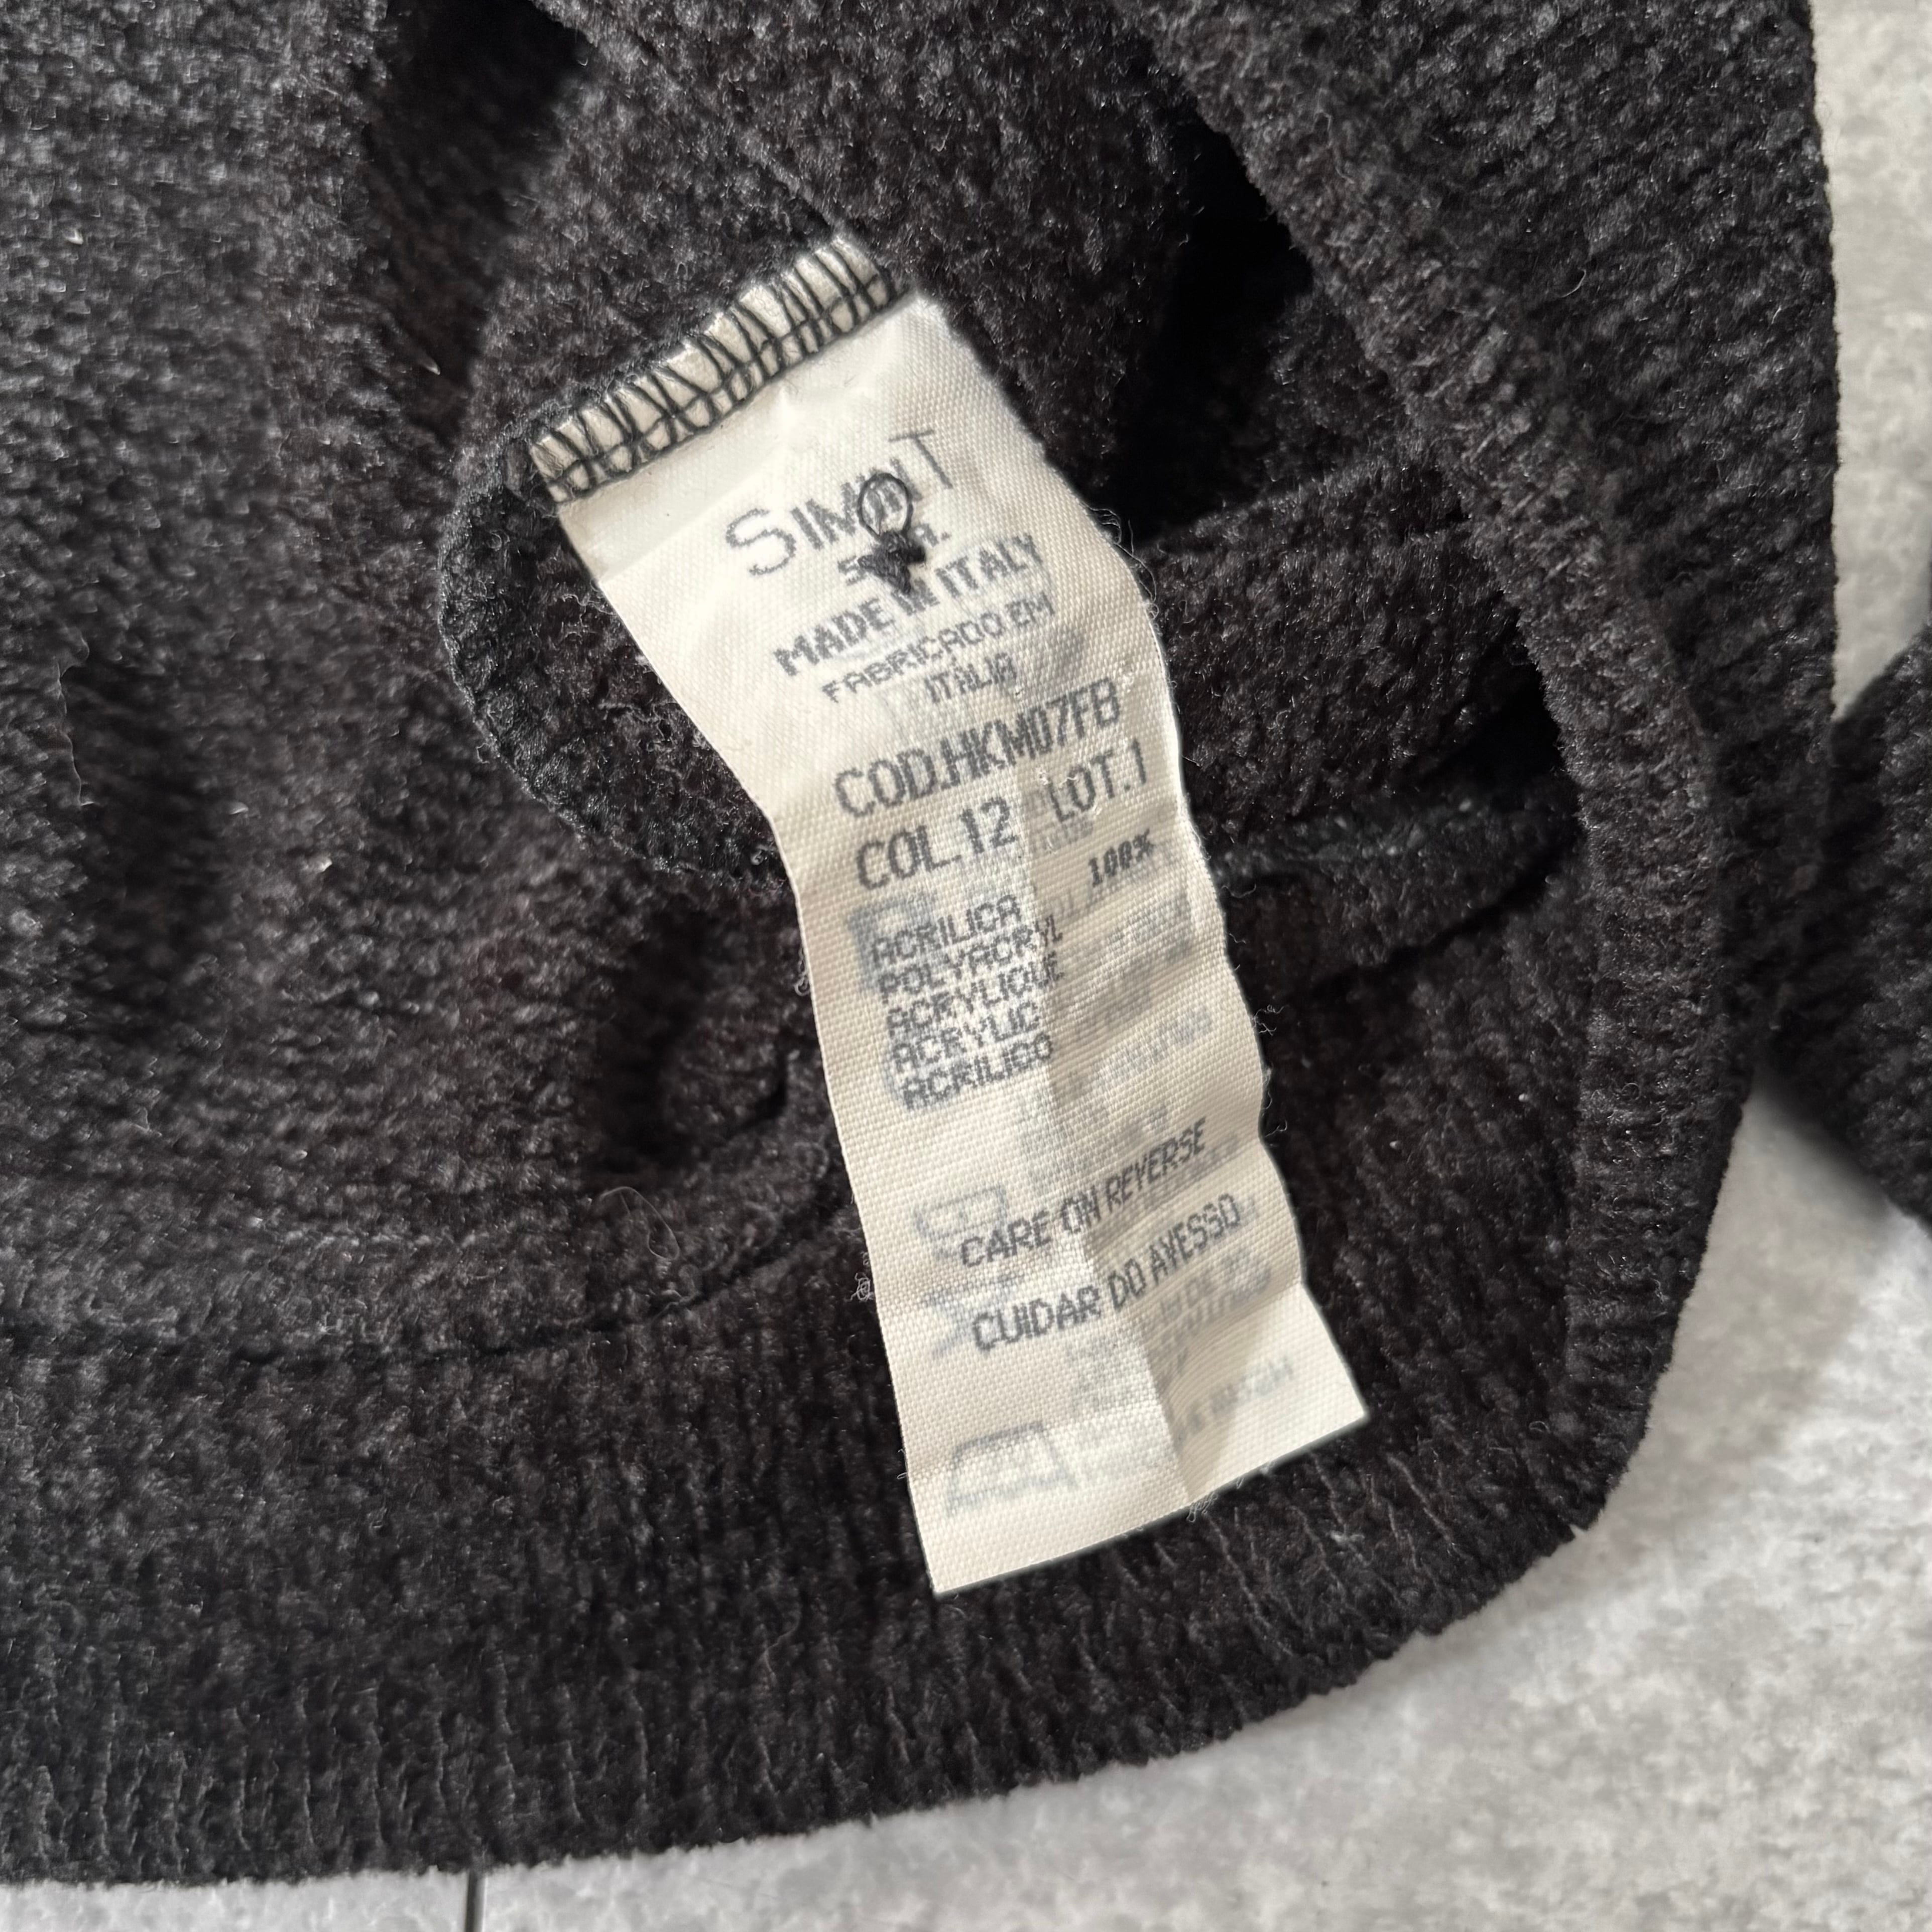 SIMINT
MADE IN ITALY
FABRICADO EM
ITALIA
COD.HKM07FB
COL.12 LOT.1
100%
ACRILICA
POLYACRYL
ACRYLIQUE
ACRYLIC
ACRILICO
CARE ON REVERSE
CUIDAR DO AVESSO